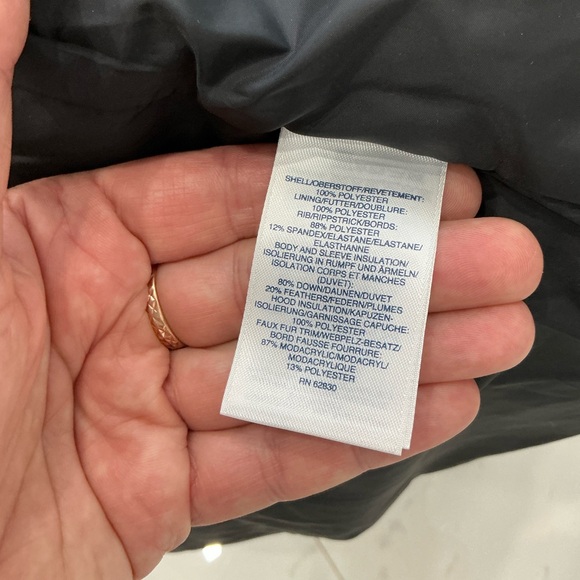 SHELL/OBERSTOFF/REVETEMENT:
100% POLYESTER
LINING/FUTTER/DOUBLURE:
100% POLYESTER
RIB/RIPPSTRICK/BORDS:
88% POLYESTER
12% SPANDEX/ELASTANE/ELASTANE/
ELASTHANNE
BODY AND SLEEVE INSULATION/
ISOLIERUNG IN RUMPF UND ÄRMELN/
ISOLATION CORPS ET MANCHES
(DUVET):
80% DOWN/DAUNEN/DUVET
20% FEATHERS/FEDERN/PLUMES
HOOD INSULATION/KAPUZEN-
ISOLIERUNG/GARNISSAGE CAPUCHE:
100% POLYESTER
FAUX FUR TRIM/WEBPELZ-BESATZ/
BORD FAUSSE FOURRURE:
87% MODACRYLIC/MODACRYL/
MODACRYLIQUE
13% POLYESTER
RN 62830